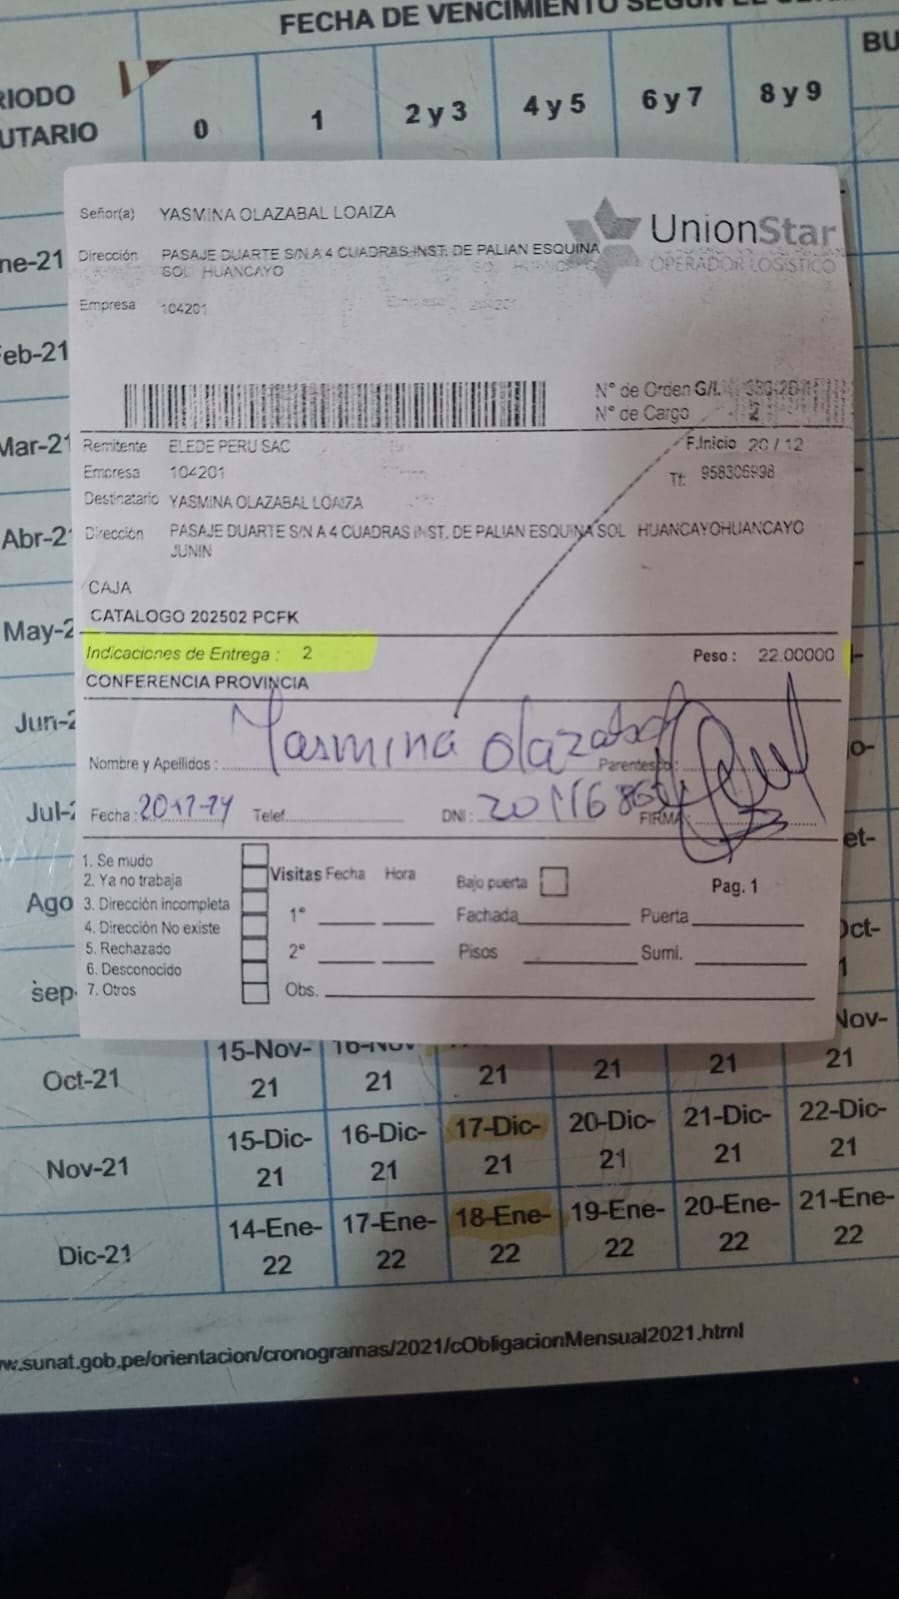 FECHA DE VENCIMIENTO SEGÚN EL
BU
RIODO
UTARIO
0
1
2 y 3
4 y 5
6 y 7
8 y 9
ne-21
eb-21
Mar-21
Abr-2
May-2
Jun-2
Jul-2
Ago
sep-
Señor(a) YASMINA OLAZABAL LOAIZA
UnionStar
OPERADOR LOGISTICO
Dirección PASAJE DUARTE S/N A 4 CUADRAS INST. DE PALIAN ESQUINA
SOL HUANCAYO
Empresa 104201
N° de Orden G/I.
N° de Cargo 2
Remitente ELEDE PERU SAC
F.Inicio 20 / 12
Empresa 104201
Tf: 958306998
Destinatario YASMINA OLAZABAL LOAIZA
Dirección PASAJE DUARTE S/N A 4 CUADRAS INST. DE PALIAN ESQUINA SOL HUANCAYOHUANCAYO
JUNIN
CAJA
CATALOGO 202502 PCFK
Indicaciones de Entrega : 2
Peso : 22.00000
CONFERENCIA PROVINCIA
Nombre y Apellidos : Yasmina Olazabal
Parentesco :
Fecha : 20-12-24 Telef. DNI : FIRMA :
1. Se mudo
2. Ya no trabaja
3. Dirección incompleta
4. Dirección No existe
5. Rechazado
6. Desconocido
7. Otros
Visitas Fecha Hora
Bajo puerta
Pag. 1
1° Fachada Puerta
2° Pisos Sumi.
Obs.
o-
et-
Oct-
1
Nov-
Oct-21 15-Nov- 16-Nov
21 21 21 21 21 21
Nov-21 15-Dic- 16-Dic- 17-Dic- 20-Dic- 21-Dic- 22-Dic-
21 21 21 21 21 21
Dic-21 14-Ene- 17-Ene- 18-Ene- 19-Ene- 20-Ene- 21-Ene-
22 22 22 22 22 22
w.sunat.gob.pe/orientacion/cronogramas/2021/cObligacionMensual2021.html